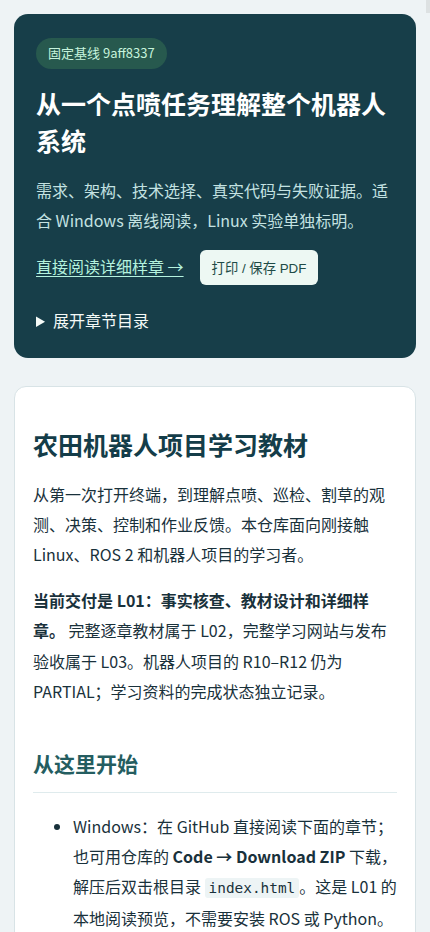 固定基线 9aff8337
从一个点喷任务理解整个机器人
系统
需求、架构、技术选择、真实代码与失败证据。适
合 Windows 离线阅读，Linux 实验单独标明。
直接阅读详细样章 →
打印 / 保存 PDF
▶ 展开章节目录
农田机器人项目学习教材
从第一次打开终端，到理解点喷、巡检、割草的观
测、决策、控制和作业反馈。本仓库面向刚接触
Linux、ROS 2 和机器人项目的学习者。
当前交付是 L01：事实核查、教材设计和详细样
章。 完整逐章教材属于 L02，完整学习网站与发布
验收属于 L03。机器人项目的 R10–R12 仍为
PARTIAL；学习资料的完成状态独立记录。
从这里开始
• Windows：在 GitHub 直接阅读下面的章节；
也可用仓库的 Code → Download ZIP 下载，
解压后双击根目录 index.html。这是 L01 的
本地阅读预览，不需要安装 ROS 或 Python。